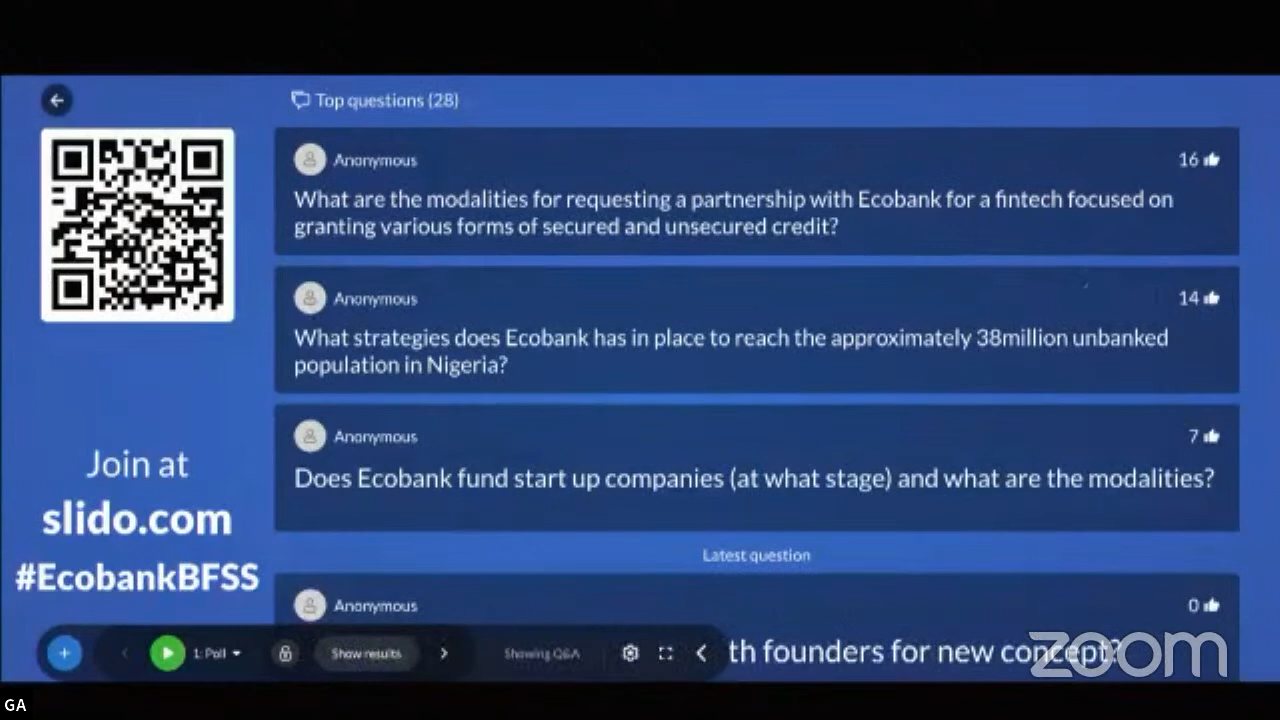 Top questions (28)
Anonymous
16
What are the modalities for requesting a partnership with Ecobank for a fintech focused on
granting various forms of secured and unsecured credit?
Anonymous
14
What strategies does Ecobank has in place to reach the approximately 38million unbanked
population in Nigeria?
Anonymous
7
Does Ecobank fund start up companies (at what stage) and what are the modalities?
Latest question
Anonymous
0
th founders for new concept?
Join at
slido.com
#EcobankBFSS
1: Poll
Show results
Showing Q&A
zoom
GA